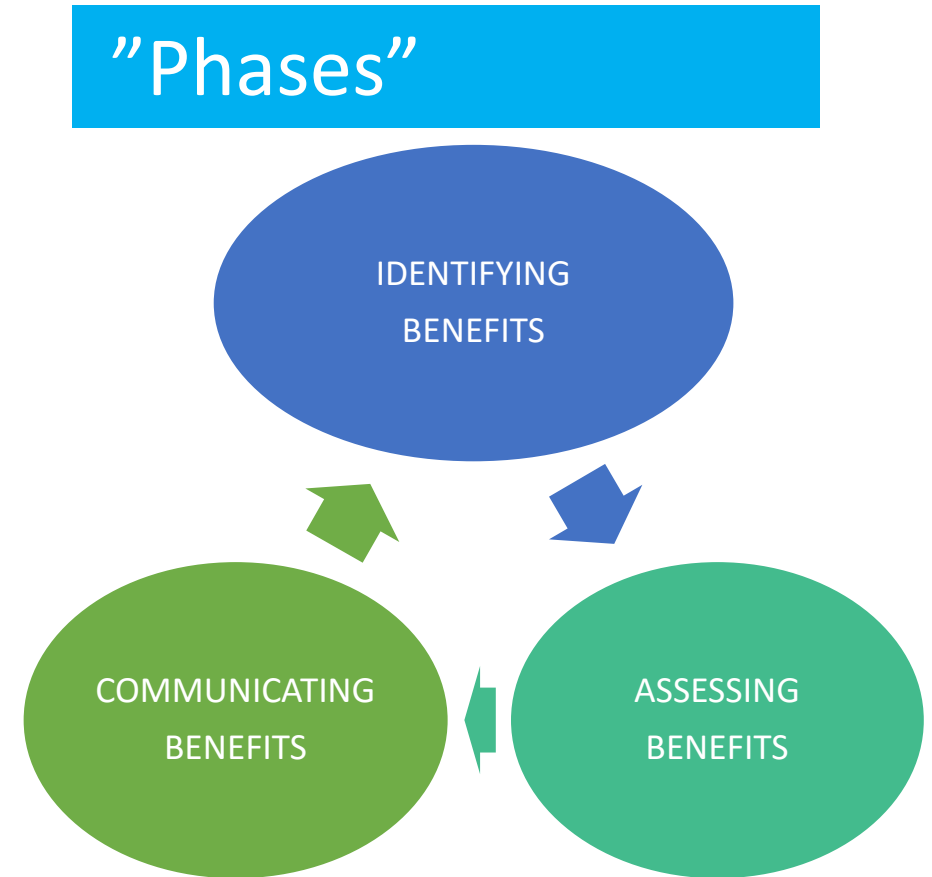 ”Phases”
IDENTIFYING
BENEFITS
COMMUNICATING
BENEFITS
ASSESSING
BENEFITS